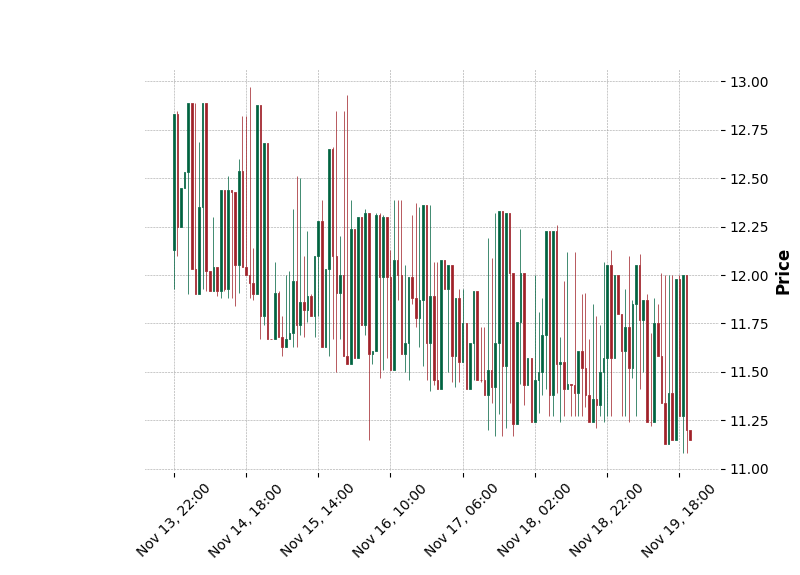 13.00
12.75
12.50
12.25
12.00
11.75
11.50
11.25
11.00
Price
Nov 13, 22:00
Nov 14, 18:00
Nov 15, 14:00
Nov 16, 10:00
Nov 17, 06:00
Nov 18, 02:00
Nov 18, 22:00
Nov 19, 18:00